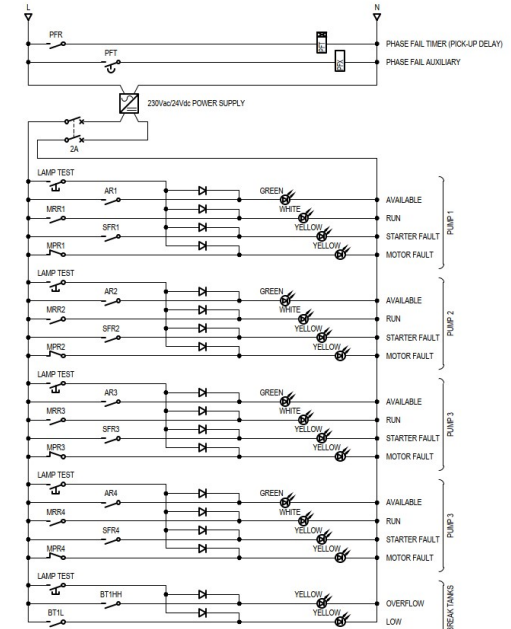 L N
PFR PFT PHASE FAIL TIMER (PICK-UP DELAY)
PFT PFX PHASE FAIL AUXILIARY
230Vac/24Vdc POWER SUPPLY
2A
LAMP TEST
AR1 GREEN AVAILABLE
MRR1 WHITE RUN
SFR1 YELLOW STARTER FAULT
MPR1 YELLOW MOTOR FAULT
PUMP 1
LAMP TEST
AR2 GREEN AVAILABLE
MRR2 WHITE RUN
SFR2 YELLOW STARTER FAULT
MPR2 YELLOW MOTOR FAULT
PUMP 2
LAMP TEST
AR3 GREEN AVAILABLE
MRR3 WHITE RUN
SFR3 YELLOW STARTER FAULT
MPR3 YELLOW MOTOR FAULT
PUMP 3
LAMP TEST
AR4 GREEN AVAILABLE
MRR4 WHITE RUN
SFR4 YELLOW STARTER FAULT
MPR4 YELLOW MOTOR FAULT
PUMP 3
LAMP TEST
BT1HH YELLOW OVERFLOW
BT1L YELLOW LOW
BREAK TANKS